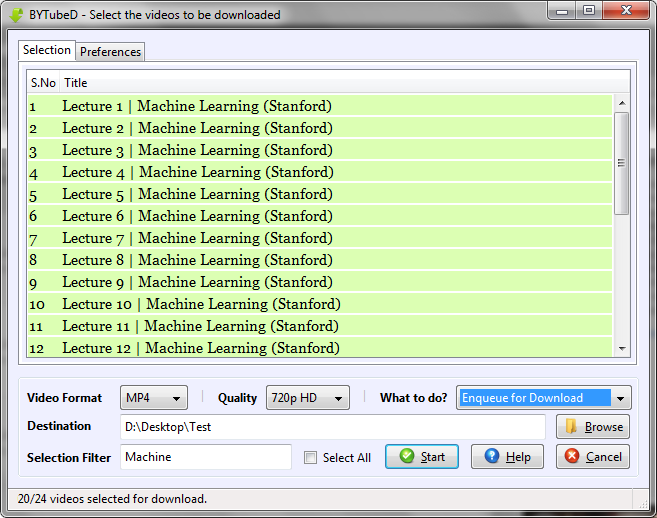 BYTubeD - Select the videos to be downloaded
Selection Preferences
S.No Title
1 Lecture 1 | Machine Learning (Stanford)
2 Lecture 2 | Machine Learning (Stanford)
3 Lecture 3 | Machine Learning (Stanford)
4 Lecture 4 | Machine Learning (Stanford)
5 Lecture 5 | Machine Learning (Stanford)
6 Lecture 6 | Machine Learning (Stanford)
7 Lecture 7 | Machine Learning (Stanford)
8 Lecture 8 | Machine Learning (Stanford)
9 Lecture 9 | Machine Learning (Stanford)
10 Lecture 10 | Machine Learning (Stanford)
11 Lecture 11 | Machine Learning (Stanford)
12 Lecture 12 | Machine Learning (Stanford)
Video Format MP4 | Quality 720p HD | What to do? Enqueue for Download
Destination D:\Desktop\Test Browse
Selection Filter Machine Select All Start Help Cancel
20/24 videos selected for download.